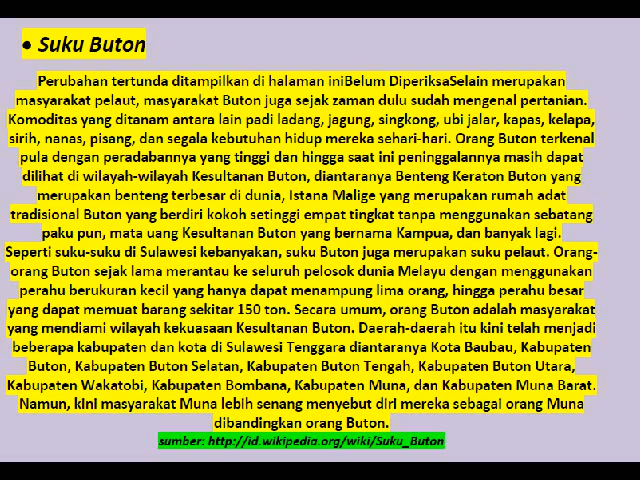 • Suku Buton
Perubahan tertunda ditampilkan di halaman iniBelum DiperiksaSelain merupakan
masyarakat pelaut, masyarakat Buton juga sejak zaman dulu sudah mengenal pertanian.
Komoditas yang ditanam antara lain padi ladang, jagung, singkong, ubi jalar, kapas, kelapa,
sirih, nanas, pisang, dan segala kebutuhan hidup mereka sehari-hari. Orang Buton terkenal
pula dengan peradabannya yang tinggi dan hingga saat ini peninggalannya masih dapat
dilihat di wilayah-wilayah Kesultanan Buton, diantaranya Benteng Keraton Buton yang
merupakan benteng terbesar di dunia, Istana Malige yang merupakan rumah adat
tradisional Buton yang berdiri kokoh setinggi empat tingkat tanpa menggunakan sebatang
paku pun, mata uang Kesultanan Buton yang bernama Kampua, dan banyak lagi.
Seperti suku-suku di Sulawesi kebanyakan, suku Buton juga merupakan suku pelaut. Orang-
orang Buton sejak lama merantau ke seluruh pelosok dunia Melayu dengan menggunakan
perahu berukuran kecil yang hanya dapat menampung lima orang, hingga perahu besar
yang dapat memuat barang sekitar 150 ton. Secara umum, orang Buton adalah masyarakat
yang mendiami wilayah kekuasaan Kesultanan Buton. Daerah-daerah itu kini telah menjadi
beberapa kabupaten dan kota di Sulawesi Tenggara diantaranya Kota Baubau, Kabupaten
Buton, Kabupaten Buton Selatan, Kabupaten Buton Tengah, Kabupaten Buton Utara,
Kabupaten Wakatobi, Kabupaten Bombana, Kabupaten Muna, dan Kabupaten Muna Barat.
Namun, kini masyarakat Muna lebih senang menyebut diri mereka sebagai orang Muna
dibandingkan orang Buton.
sumber: http://id.wikipedia.org/wiki/Suku_Buton